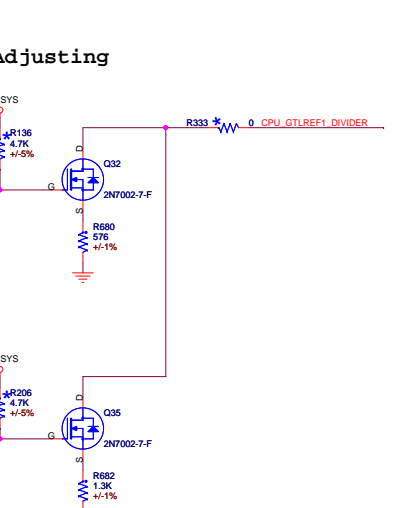 Adjusting
SYS
R333 * 0 CPU_GTLREF1_DIVIDER
*R136
4.7K
+/-5%
D
Q32
G
2N7002-7-F
S
R680
576
+/-1%
SYS
*R206
4.7K
+/-5%
D
Q35
G
2N7002-7-F
S
R682
1.3K
+/-1%